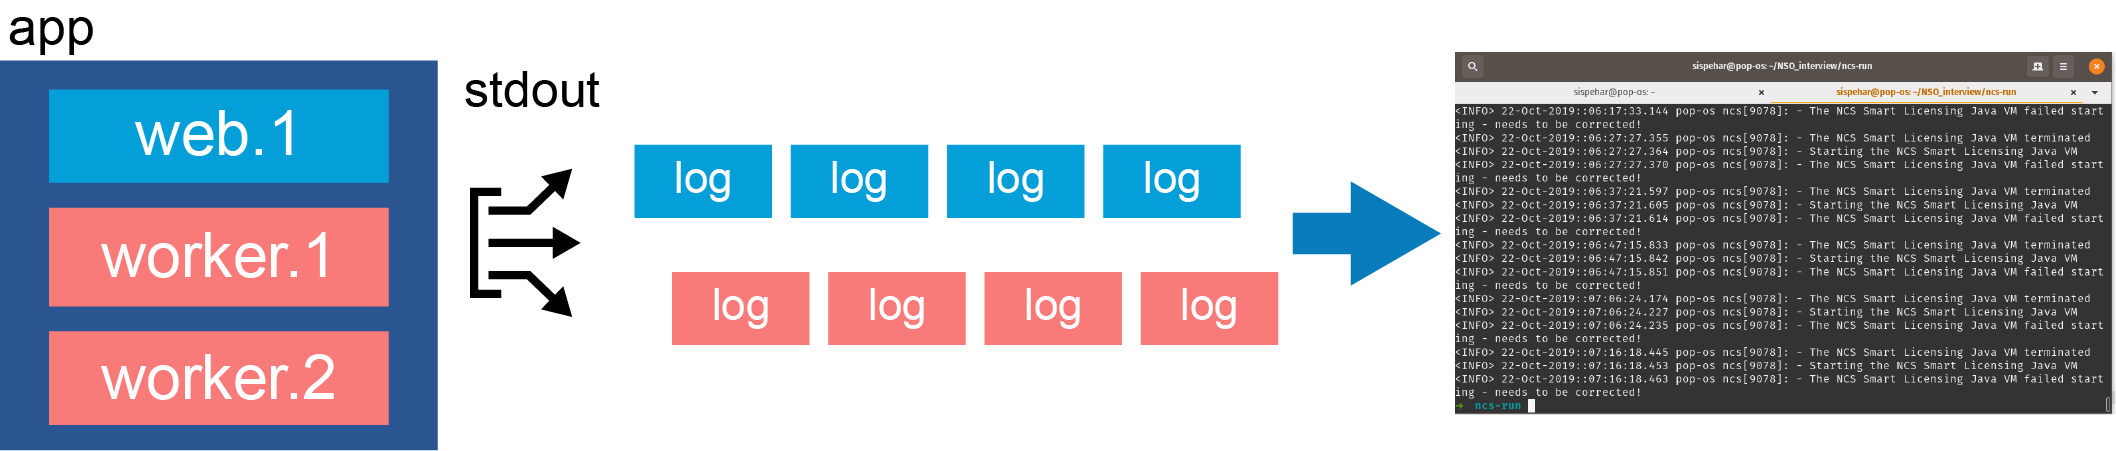 app
web.1
worker.1
worker.2
stdout
log log log log
log log log log
sispehar@pop-os: ~/NSO_interview/ncs-run
sispehar@pop-os: ~
sispehar@pop-os: ~/NSO_interview/ncs-run
<INFO> 22-Oct-2019::06:17:33.144 pop-os ncs[9078]: - The NCS Smart Licensing Java VM failed start
ing - needs to be corrected!
<INFO> 22-Oct-2019::06:27:27.355 pop-os ncs[9078]: - The NCS Smart Licensing Java VM terminated
<INFO> 22-Oct-2019::06:27:27.364 pop-os ncs[9078]: - Starting the NCS Smart Licensing Java VM
<INFO> 22-Oct-2019::06:27:27.370 pop-os ncs[9078]: - The NCS Smart Licensing Java VM failed start
ing - needs to be corrected!
<INFO> 22-Oct-2019::06:37:21.597 pop-os ncs[9078]: - The NCS Smart Licensing Java VM terminated
<INFO> 22-Oct-2019::06:37:21.605 pop-os ncs[9078]: - Starting the NCS Smart Licensing Java VM
<INFO> 22-Oct-2019::06:37:21.614 pop-os ncs[9078]: - The NCS Smart Licensing Java VM failed start
ing - needs to be corrected!
<INFO> 22-Oct-2019::06:47:15.833 pop-os ncs[9078]: - The NCS Smart Licensing Java VM terminated
<INFO> 22-Oct-2019::06:47:15.842 pop-os ncs[9078]: - Starting the NCS Smart Licensing Java VM
<INFO> 22-Oct-2019::06:47:15.851 pop-os ncs[9078]: - The NCS Smart Licensing Java VM failed start
ing - needs to be corrected!
<INFO> 22-Oct-2019::07:06:24.174 pop-os ncs[9078]: - The NCS Smart Licensing Java VM terminated
<INFO> 22-Oct-2019::07:06:24.227 pop-os ncs[9078]: - Starting the NCS Smart Licensing Java VM
<INFO> 22-Oct-2019::07:06:24.235 pop-os ncs[9078]: - The NCS Smart Licensing Java VM failed start
ing - needs to be corrected!
<INFO> 22-Oct-2019::07:16:18.445 pop-os ncs[9078]: - The NCS Smart Licensing Java VM terminated
<INFO> 22-Oct-2019::07:16:18.453 pop-os ncs[9078]: - Starting the NCS Smart Licensing Java VM
<INFO> 22-Oct-2019::07:16:18.463 pop-os ncs[9078]: - The NCS Smart Licensing Java VM failed start
ing - needs to be corrected!
→ ncs-run